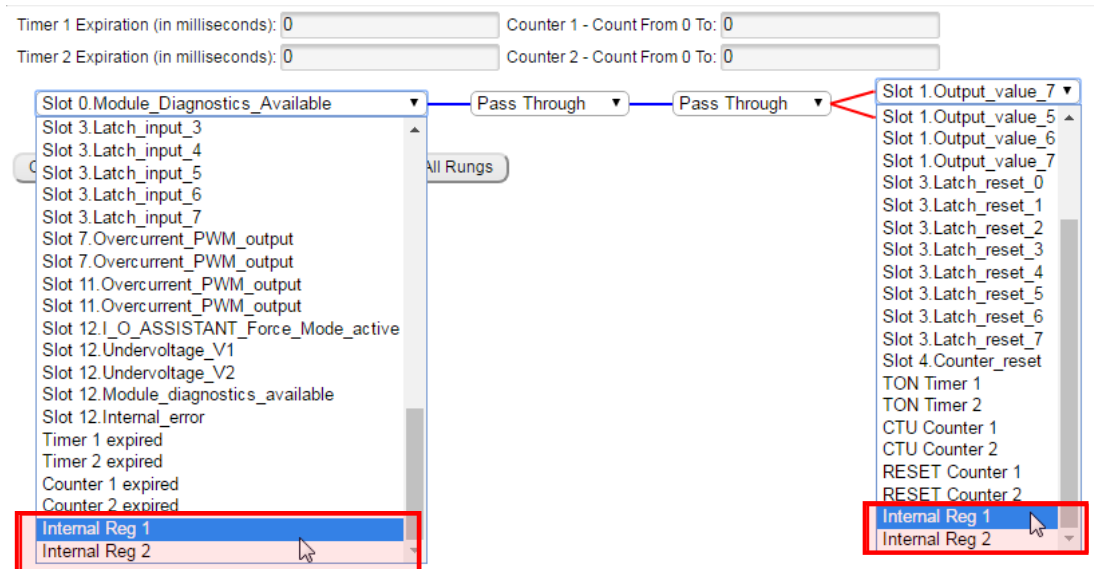 Timer 1 Expiration (in milliseconds): 0 Counter 1 - Count From 0 To: 0
Timer 2 Expiration (in milliseconds): 0 Counter 2 - Count From 0 To: 0
Slot 0.Module_Diagnostics_Available Pass Through Pass Through Slot 1.Output_value_7
Slot 3.Latch_input_3
Slot 3.Latch_input_4
Slot 3.Latch_input_5
Slot 3.Latch_input_6
Slot 3.Latch_input_7
Slot 7.Overcurrent_PWM_output
Slot 7.Overcurrent_PWM_output
Slot 11.Overcurrent_PWM_output
Slot 11.Overcurrent_PWM_output
Slot 12.I_O_ASSISTANT_Force_Mode_active
Slot 12.Undervoltage_V1
Slot 12.Undervoltage_V2
Slot 12.Module_diagnostics_available
Slot 12.Internal_error
Timer 1 expired
Timer 2 expired
Counter 1 expired
Counter 2 expired
Internal Reg 1
Internal Reg 2
All Rungs
Slot 1.Output_value_5
Slot 1.Output_value_6
Slot 1.Output_value_7
Slot 3.Latch_reset_0
Slot 3.Latch_reset_1
Slot 3.Latch_reset_2
Slot 3.Latch_reset_3
Slot 3.Latch_reset_4
Slot 3.Latch_reset_5
Slot 3.Latch_reset_6
Slot 3.Latch_reset_7
Slot 4.Counter_reset
TON Timer 1
TON Timer 2
CTU Counter 1
CTU Counter 2
RESET Counter 1
RESET Counter 2
Internal Reg 1
Internal Reg 2